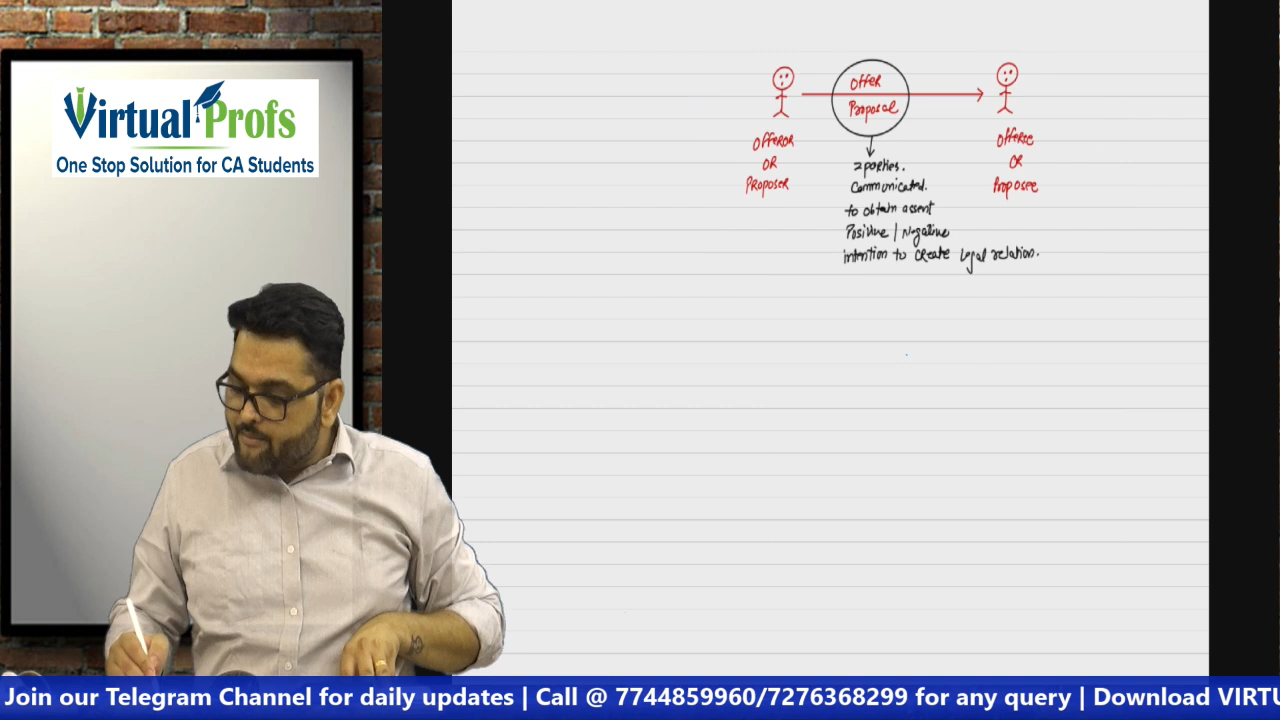 Virtual Profs
One Stop Solution for CA Students
Offer
Proposal
OFFEROR
OR
PROPOSER
Offeree
OR
Proposee
2 parties.
Communicated.
to obtain assent
Positive / Negative
intention to create legal relation.
Join our Telegram Channel for daily updates | Call @ 7744859960/7276368299 for any query | Download VIRTU